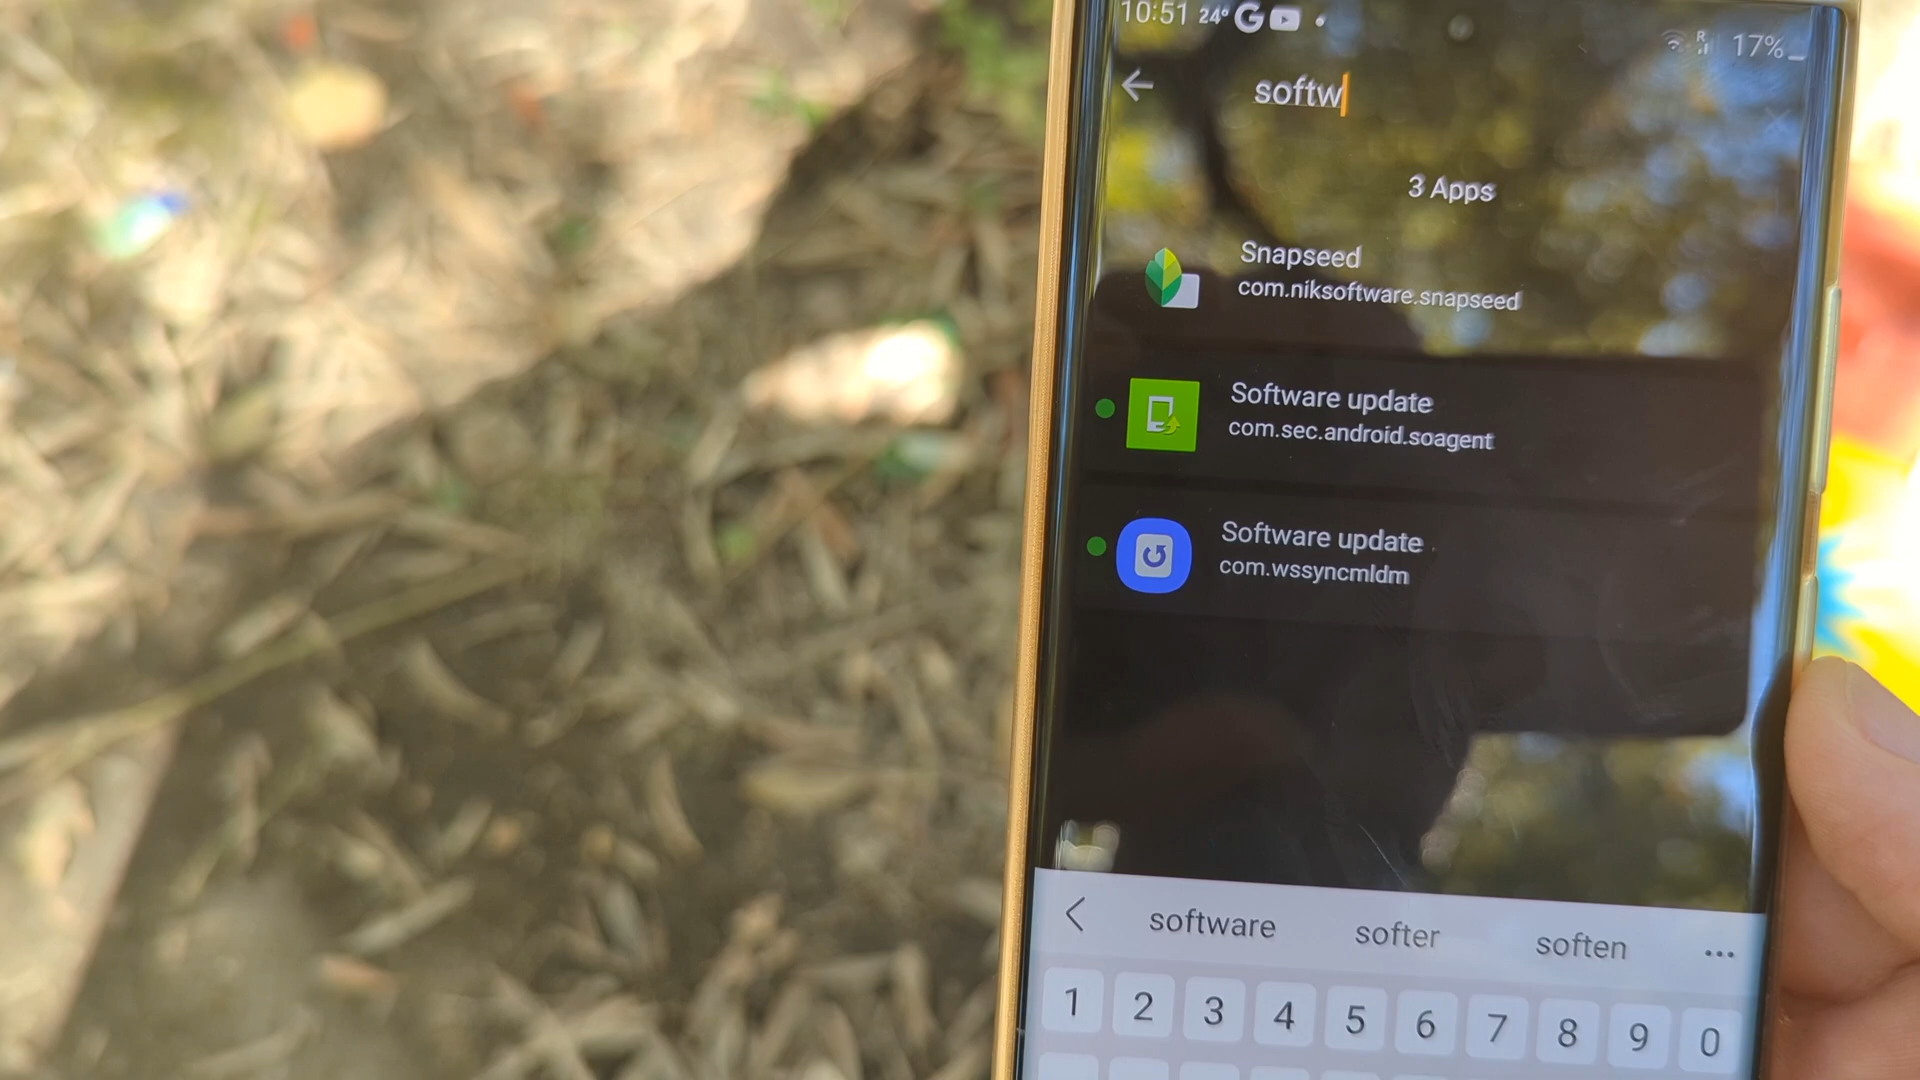 10:51 24° G
17%
softw
3 Apps
Snapseed
com.niksoftware.snapseed
Software update
com.sec.android.soagent
Software update
com.wssyncmldm
software softer soften ...
1 2 3 4 5 6 7 8 9 0